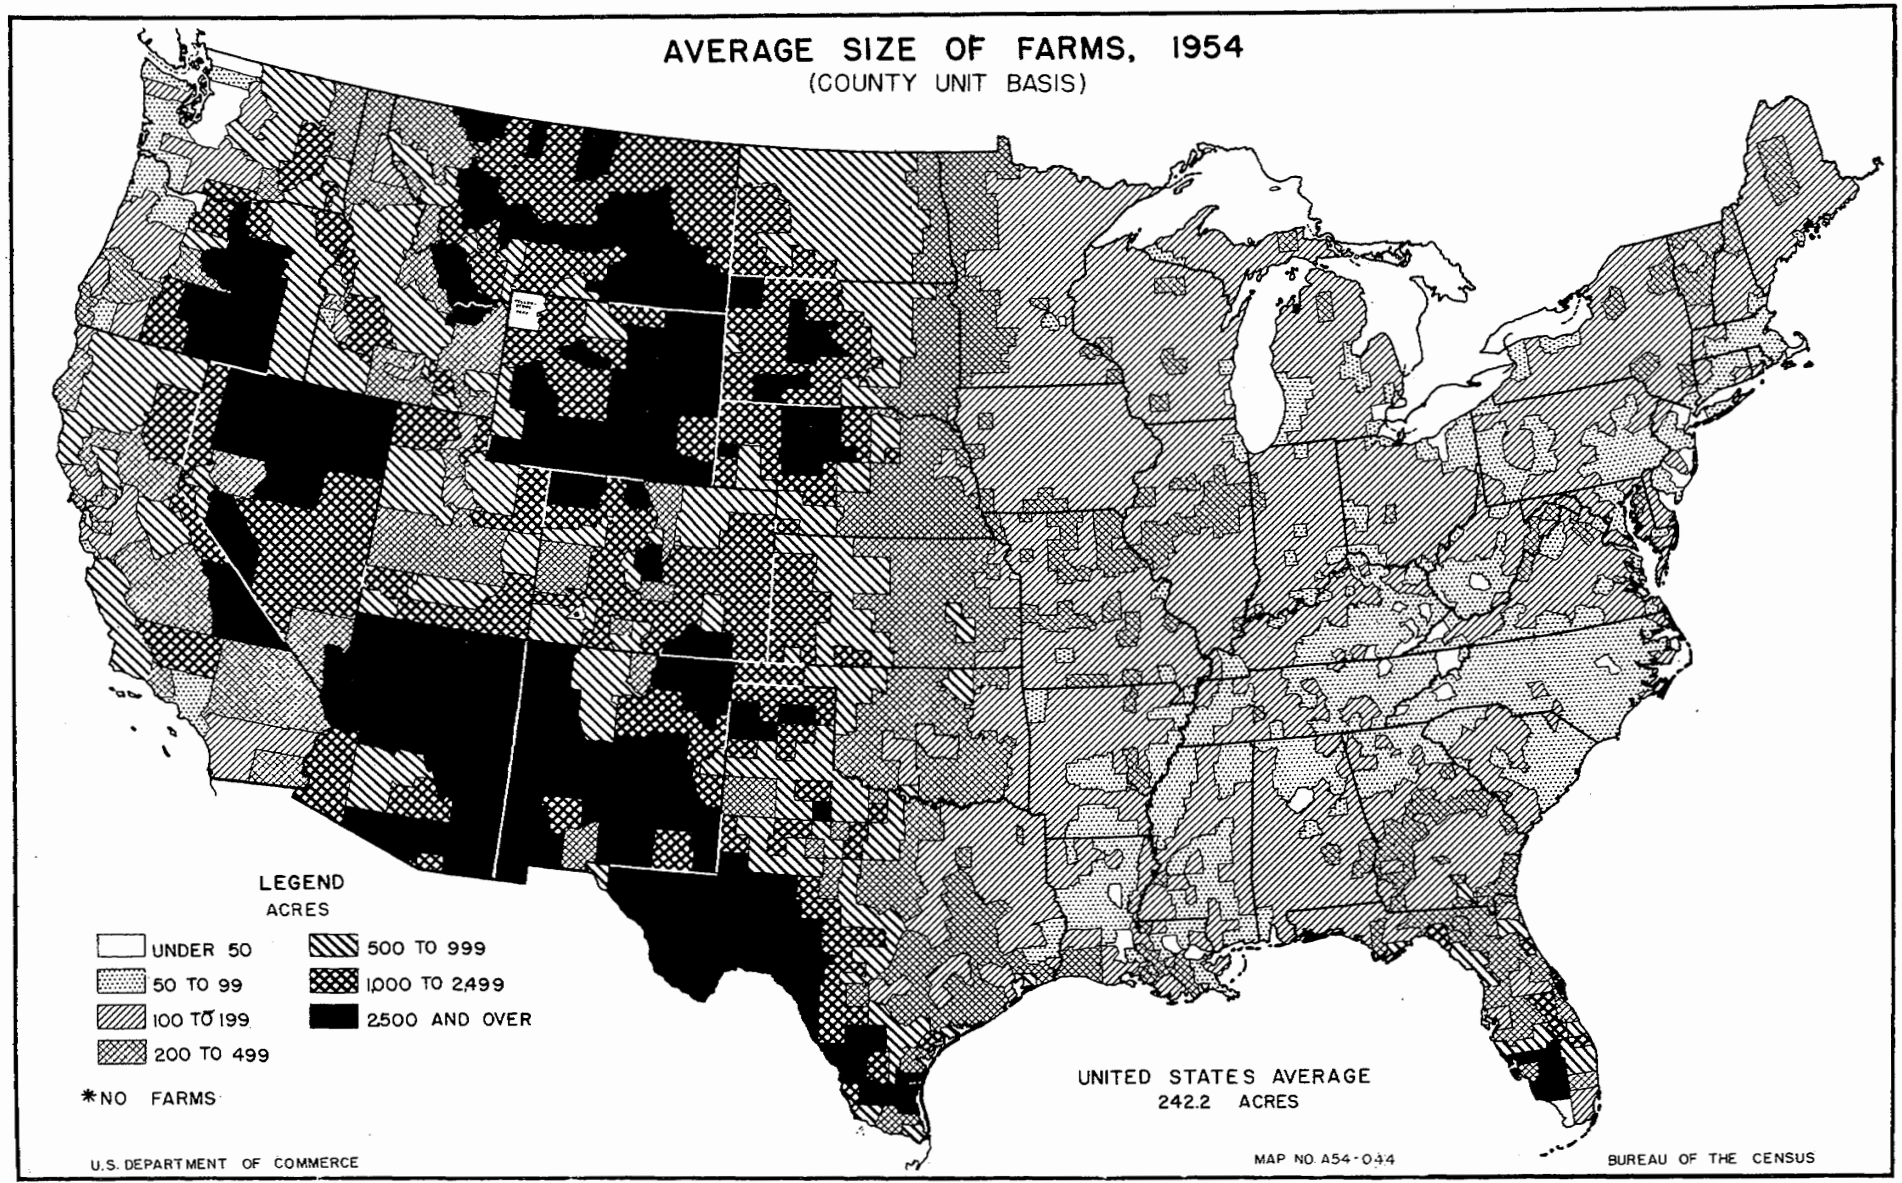 AVERAGE SIZE OF FARMS, 1954
(COUNTY UNIT BASIS)
LEGEND
ACRES
UNDER 50
50 TO 99
100 TO 199
200 TO 499
500 TO 999
1,000 TO 2,499
2,500 AND OVER
*NO FARMS
UNITED STATES AVERAGE
242.2 ACRES
U.S. DEPARTMENT OF COMMERCE
MAP NO. A54-044
BUREAU OF THE CENSUS